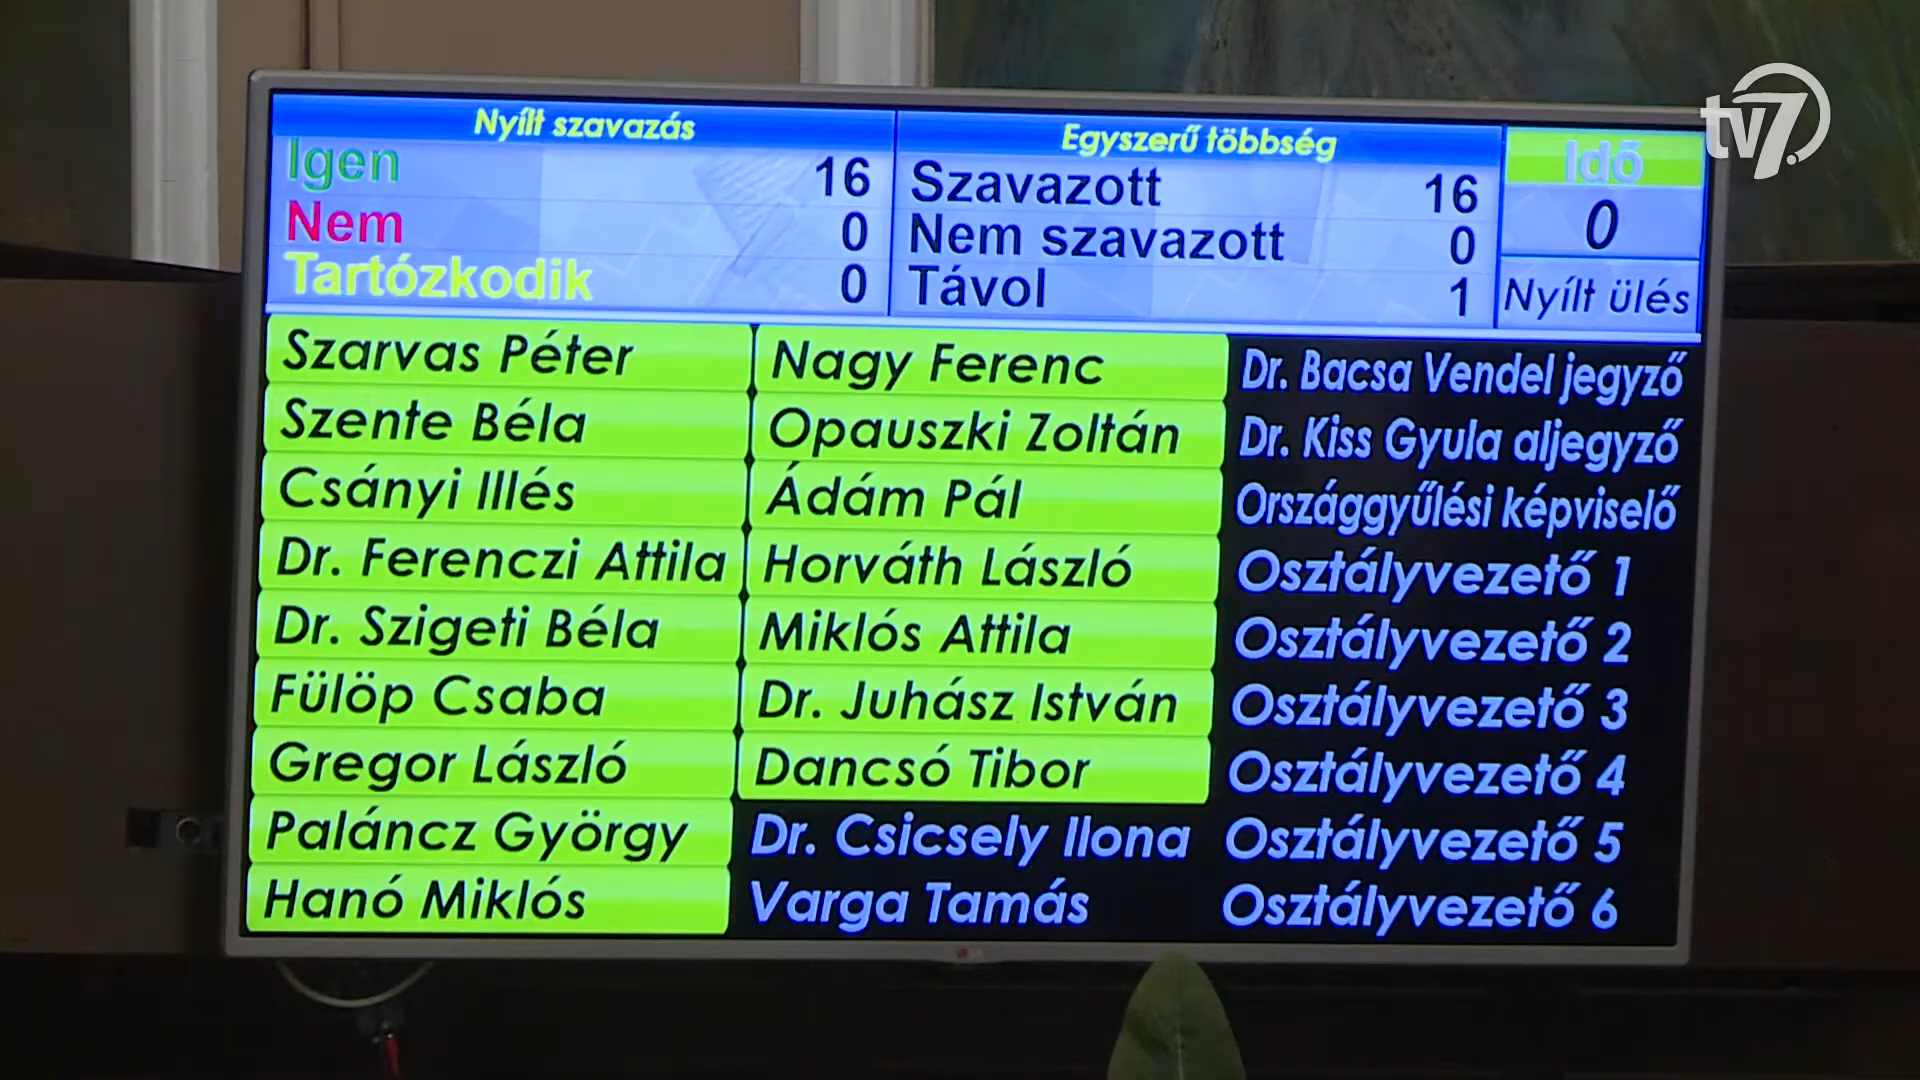 tv7.
Nyílt szavazás
Igen 16
Nem 0
Tartózkodik 0
Egyszerű többség
Szavazott 16
Nem szavazott 0
Távol 1
Idő
0
Nyílt ülés
Szarvas Péter
Szente Béla
Csányi Illés
Dr. Ferenczi Attila
Dr. Szigeti Béla
Fülöp Csaba
Gregor László
Paláncz György
Hanó Miklós
Nagy Ferenc
Opauszki Zoltán
Ádám Pál
Horváth László
Miklós Attila
Dr. Juhász István
Dancsó Tibor
Dr. Csicsely Ilona
Varga Tamás
Dr. Bacsa Vendel jegyző
Dr. Kiss Gyula aljegyző
Országgyűlési képviselő
Osztályvezető 1
Osztályvezető 2
Osztályvezető 3
Osztályvezető 4
Osztályvezető 5
Osztályvezető 6